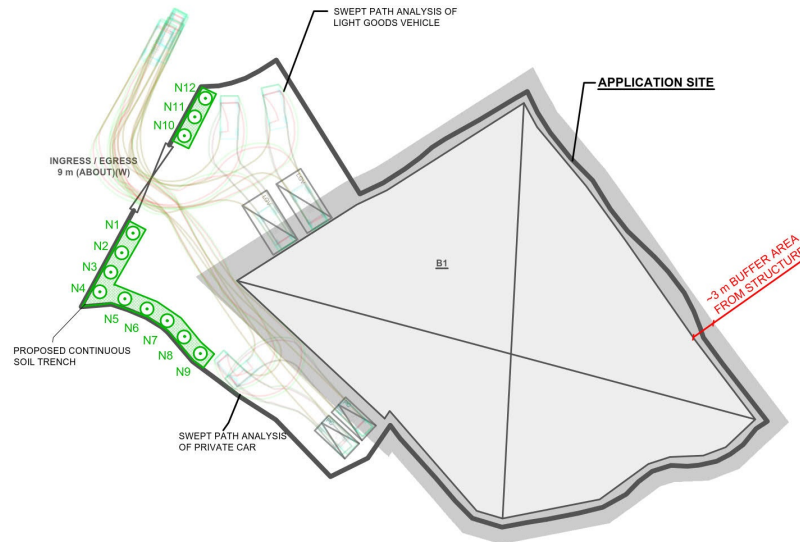 SWEPT PATH ANALYSIS OF
LIGHT GOODS VEHICLE
APPLICATION SITE
N12
N11
N10
INGRESS / EGRESS
9 m (ABOUT)(W)
N1
N2
N3
N4
N5
N6
N7
N8
N9
B1
~3 m BUFFER AREA
FROM STRUCTURE
PROPOSED CONTINUOUS
SOIL TRENCH
SWEPT PATH ANALYSIS
OF PRIVATE CAR